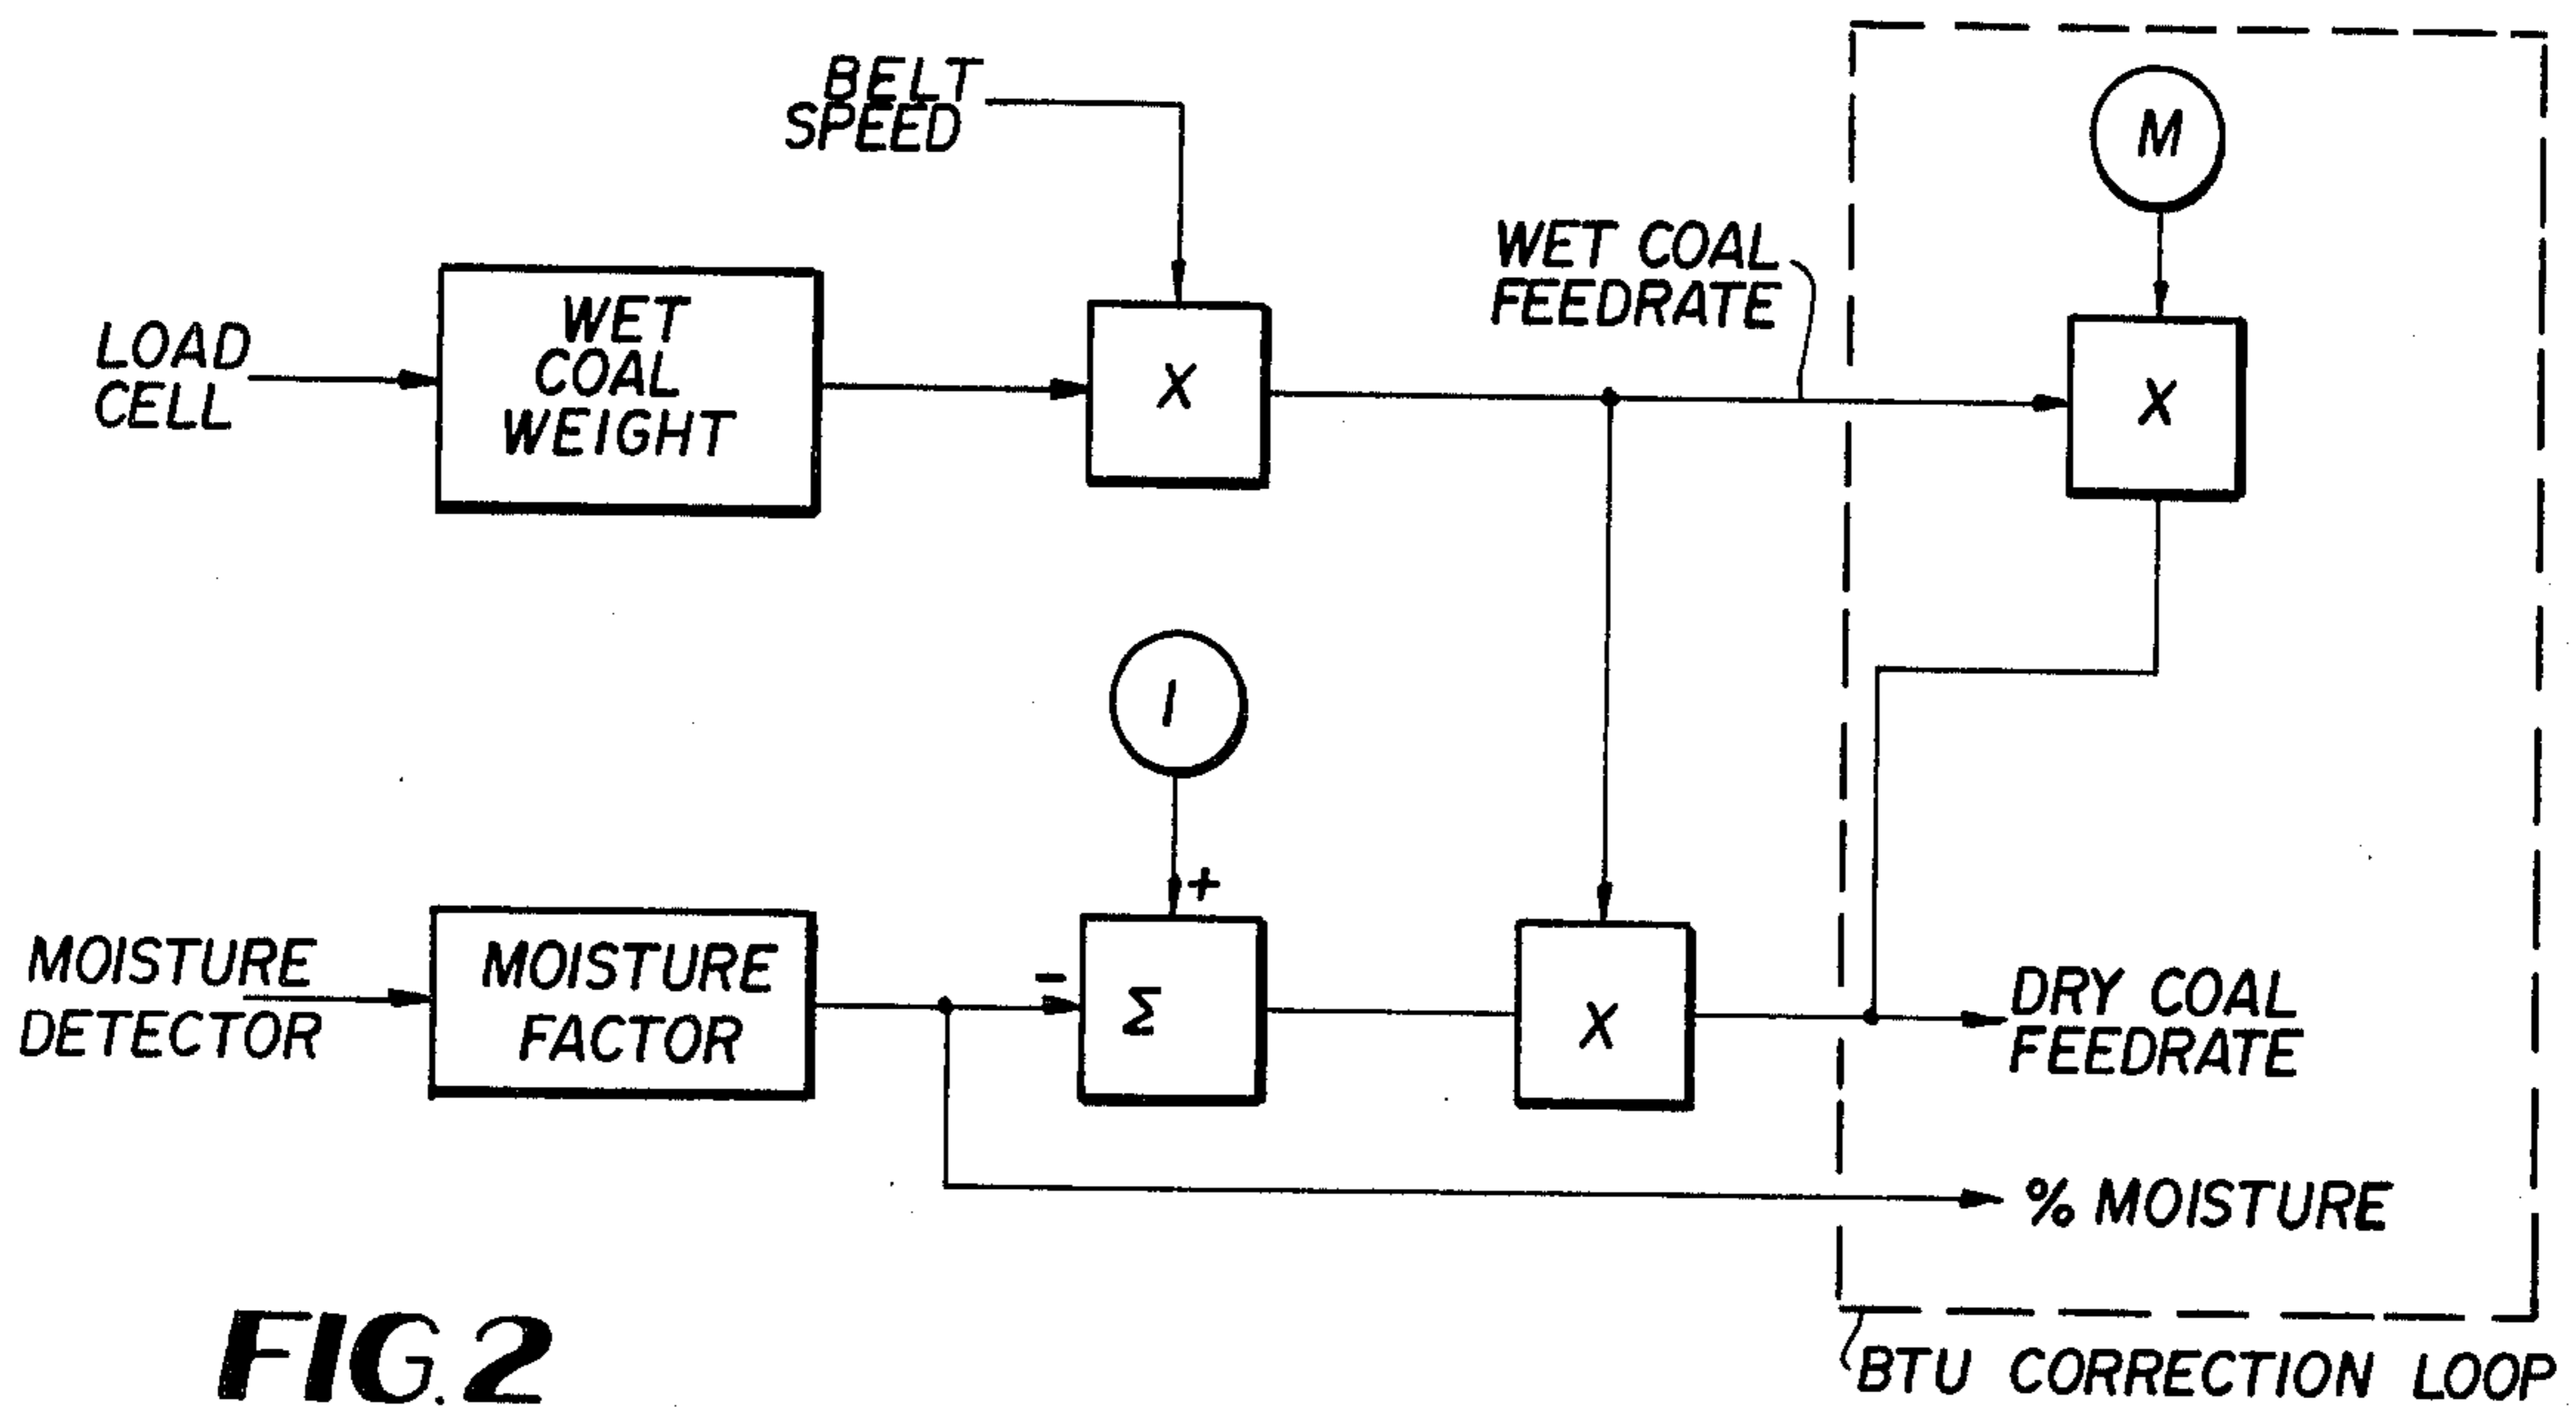 BELT
SPEED
M
WET COAL
FEEDRATE
LOAD
CELL
WET
COAL
WEIGHT
X
X
1
+
MOISTURE
DETECTOR
MOISTURE
FACTOR
-
Σ
X
DRY COAL
FEEDRATE
% MOISTURE
FIG.2
BTU CORRECTION LOOP